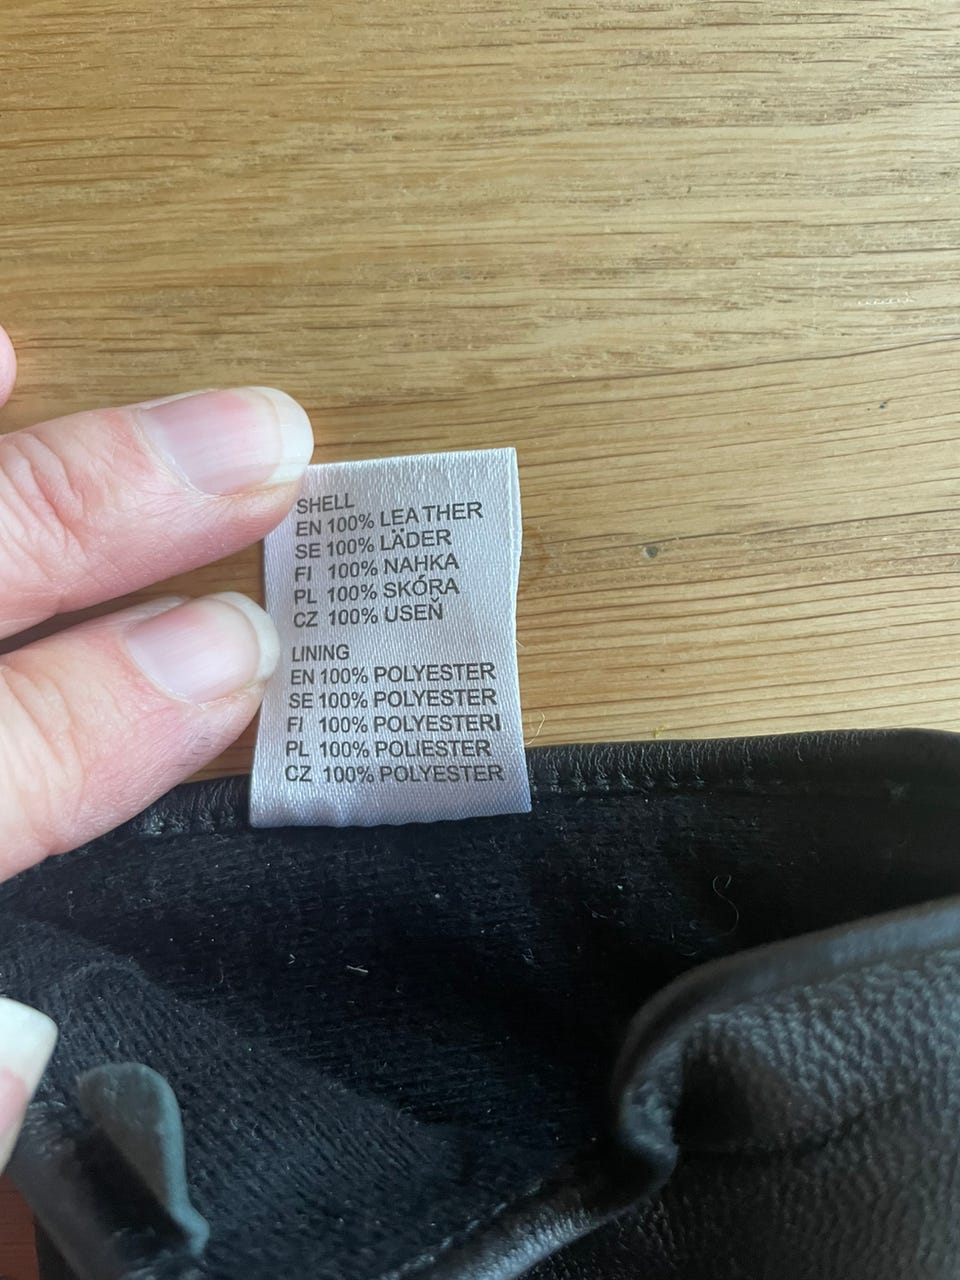 SHELL
EN 100% LEATHER
SE 100% LÄDER
FI 100% NAHKA
PL 100% SKÓRA
CZ 100% USEŇ
LINING
EN 100% POLYESTER
SE 100% POLYESTER
FI 100% POLYESTERI
PL 100% POLIESTER
CZ 100% POLYESTER